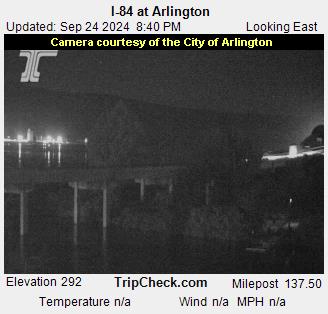 I-84 at Arlington
Updated: Sep 24 2024 8:40 PM Looking East
Camera courtesy of the City of Arlington
Elevation 292 TripCheck.com Milepost 137.50
Temperature n/a Wind n/a MPH n/a